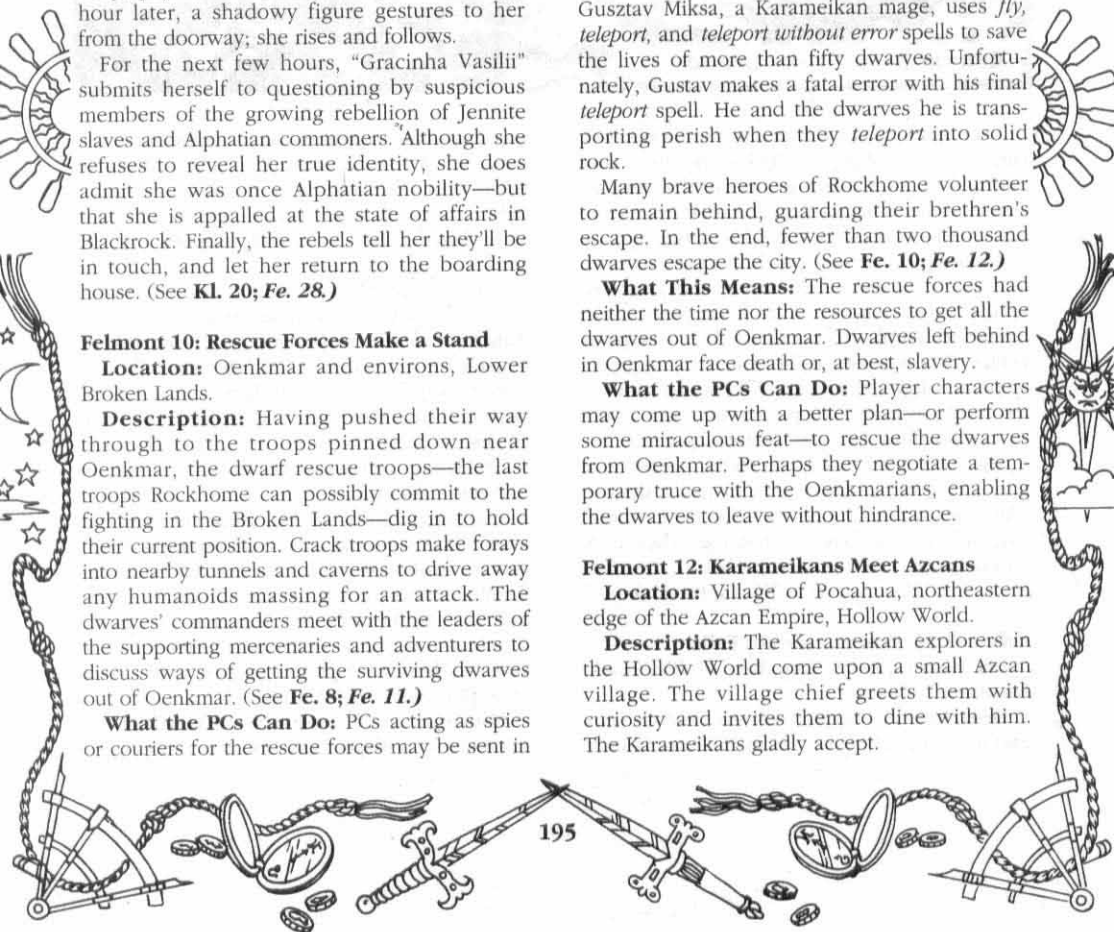 hour later, a shadowy figure gestures to her
from the doorway; she rises and follows.
For the next few hours, “Gracinha Vasilii”
submits herself to questioning by suspicious
members of the growing rebellion of Jennite
slaves and Alphatian commoners. Although she
refuses to reveal her true identity, she does
admit she was once Alphatian nobility—but
that she is appalled at the state of affairs in
Blackrock. Finally, the rebels tell her they’ll be
in touch, and let her return to the boarding
house. (See Kl. 20; Fe. 28.)
Felmont 10: Rescue Forces Make a Stand
Location: Oenkmar and environs, Lower
Broken Lands.
Description: Having pushed their way
through to the troops pinned down near
Oenkmar, the dwarf rescue troops—the last
troops Rockhome can possibly commit to the
fighting in the Broken Lands—dig in to hold
their current position. Crack troops make forays
into nearby tunnels and caverns to drive away
any humanoids massing for an attack. The
dwarves’ commanders meet with the leaders of
the supporting mercenaries and adventurers to
discuss ways of getting the surviving dwarves
out of Oenkmar. (See Fe. 8; Fe. 11.)
What the PCs Can Do: PCs acting as spies
or couriers for the rescue forces may be sent in
Gusztav Miksa, a Karameikan mage, uses fly,
teleport, and teleport without error spells to save
the lives of more than fifty dwarves. Unfortu-
nately, Gustav makes a fatal error with his final
teleport spell. He and the dwarves he is trans-
porting perish when they teleport into solid
rock.
Many brave heroes of Rockhome volunteer
to remain behind, guarding their brethren’s
escape. In the end, fewer than two thousand
dwarves escape the city. (See Fe. 10; Fe. 12.)
What This Means: The rescue forces had
neither the time nor the resources to get all the
dwarves out of Oenkmar. Dwarves left behind
in Oenkmar face death or, at best, slavery.
What the PCs Can Do: Player characters
may come up with a better plan—or perform
some miraculous feat—to rescue the dwarves
from Oenkmar. Perhaps they negotiate a tem-
porary truce with the Oenkmarians, enabling
the dwarves to leave without hindrance.
Felmont 12: Karameikans Meet Azcans
Location: Village of Pocahua, northeastern
edge of the Azcan Empire, Hollow World.
Description: The Karameikan explorers in
the Hollow World come upon a small Azcan
village. The village chief greets them with
curiosity and invites them to dine with him.
The Karameikans gladly accept.
195